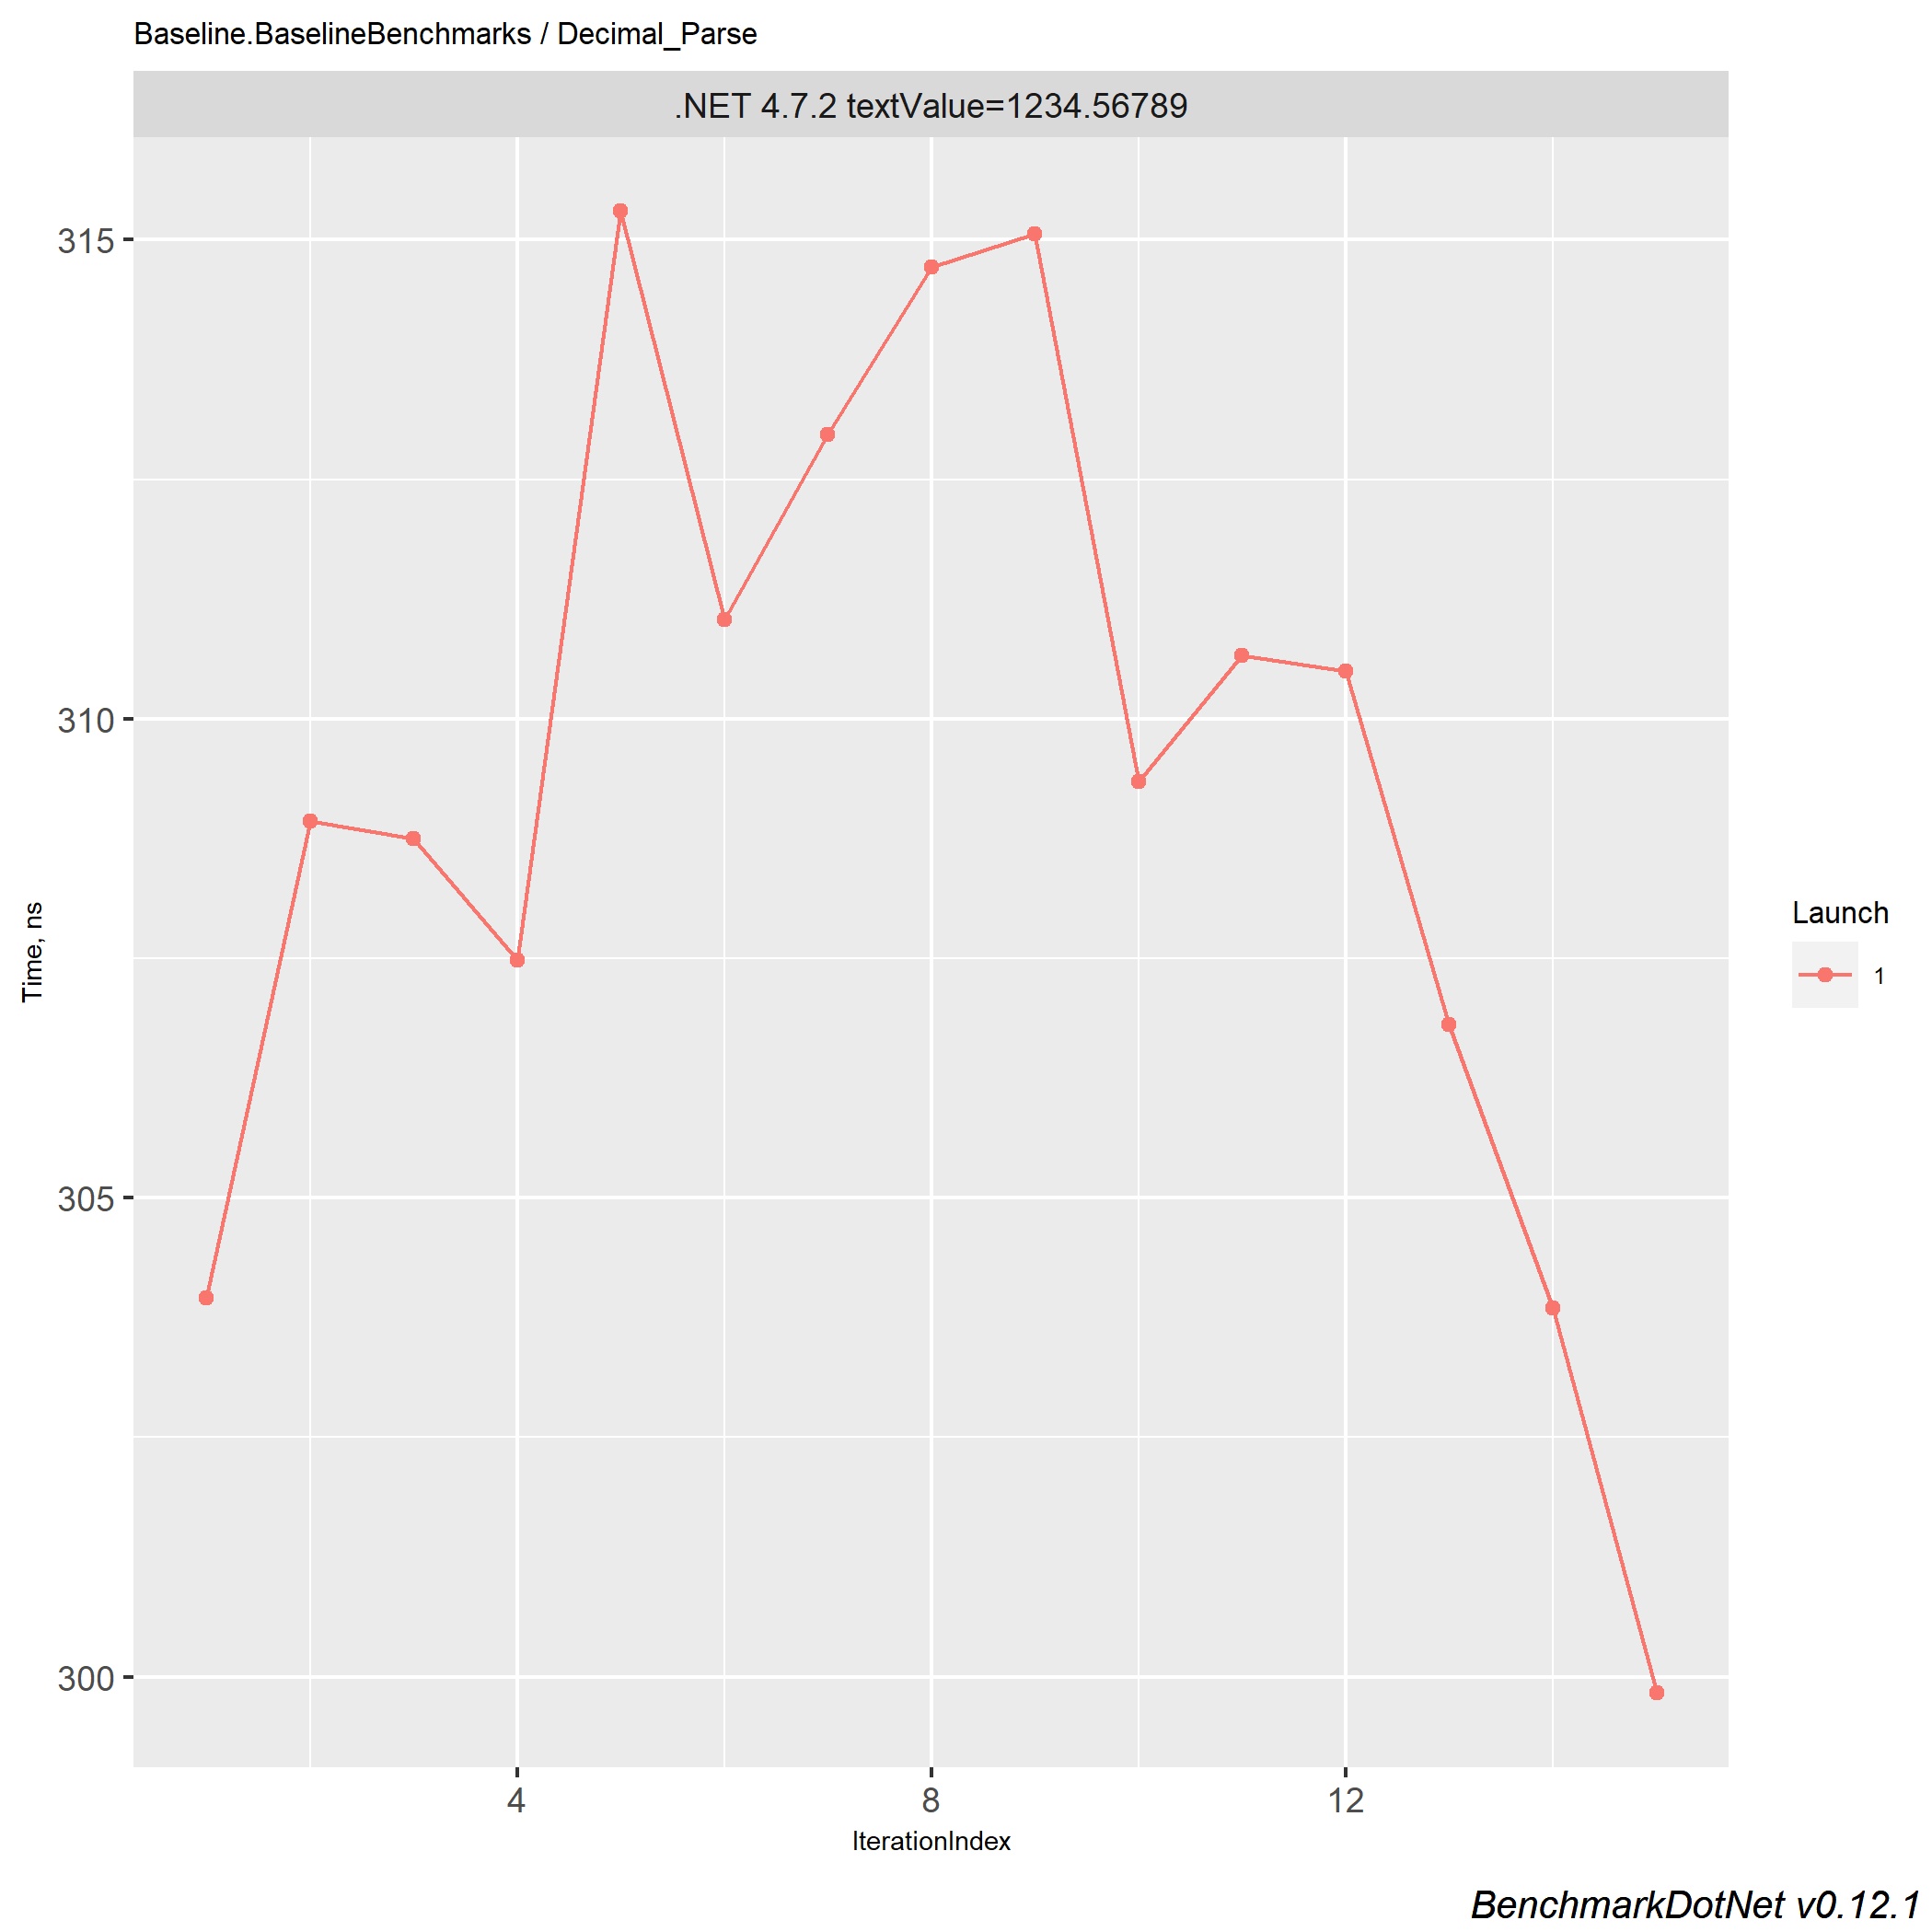 Baseline.BaselineBenchmarks / Decimal_Parse
.NET 4.7.2 textValue=1234.56789
315
310
305
300
Time, ns
4 8 12
IterationIndex
Launch
1
BenchmarkDotNet v0.12.1